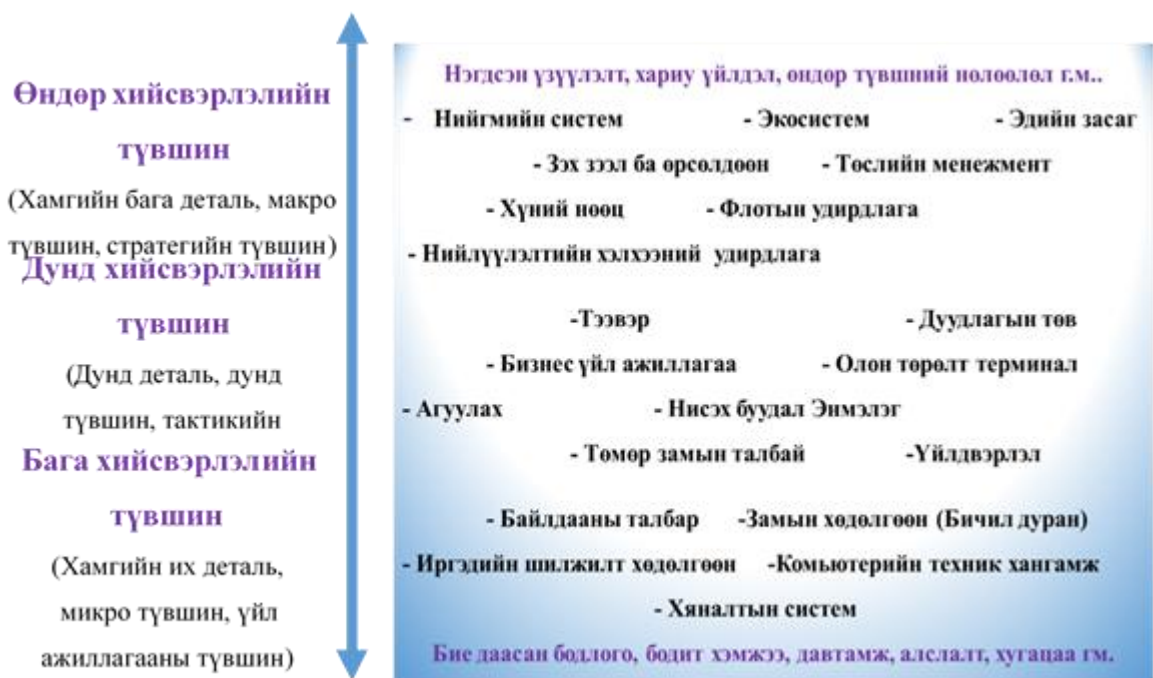 Өндөр хийсвэрлэлийн
түвшин
(Хамгийн бага деталь, макро
түвшин, стратегийн түвшин)
Дунд хийсвэрлэлийн
түвшин
(Дунд деталь, дунд
түвшин, тактикийн
Бага хийсвэрлэлийн
түвшин
(Хамгийн их деталь,
микро түвшин, үйл
ажиллагааны түвшин)
Нэгдсэн үзүүлэлт, хариу үйлдэл, өндөр түвшний нөлөөлөл г.м..
- Нийгмийн систем - Экосистем - Эдийн засаг
- Зэх зээл ба өрсөлдөөн - Төслийн менежмент
- Хүний нөөц - Флотын удирдлага
- Нийлүүлэлтийн хэлхээний удирдлага
-Тээвэр - Дуудлагын төв
- Бизнес үйл ажиллагаа - Олон төрөлт терминал
- Агуулах - Нисэх буудал Энмэлэг
- Төмөр замын талбай -Үйлдвэрлэл
- Байлдааны талбар -Замын хөдөлгөөн (Бичил дуран)
- Иргэдийн шилжилт хөдөлгөөн -Комьютерийн техник хангамж
- Хяналтын систем
Бие даасан бодлого, бодит хэмжээ, давтамж, алслалт, хугацаа гм.